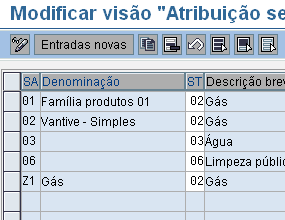 Modificar visão "Atribuição se
Entradas novas
SA Denominação ST Descrição brev
01 Família produtos 01 02 Gás
02 Vantive - Simples 02 Gás
03 03 Água
06 06 Limpeza públic
Z1 Gás 02 Gás